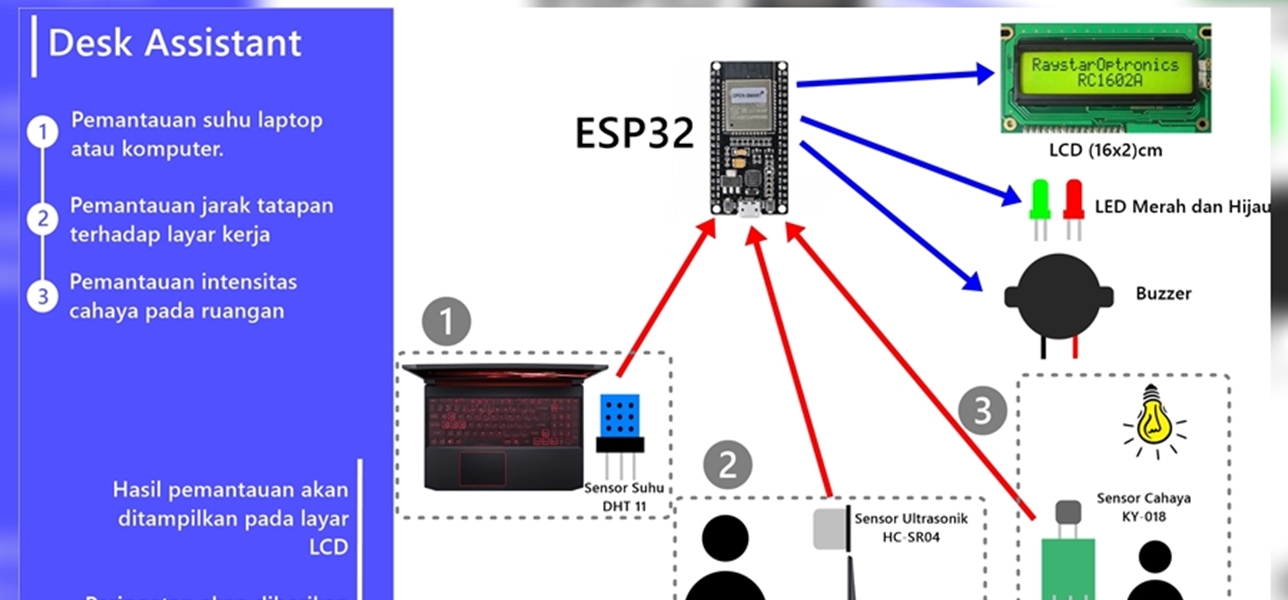 Desk Assistant
1
Pemantauan suhu laptop
atau komputer.
2
Pemantauan jarak tatapan
terhadap layar kerja
3
Pemantauan intensitas
cahaya pada ruangan
Hasil pemantauan akan
ditampilkan pada layar
LCD
ESP32
RaystarOptronics
RC1602A
LCD (16x2)cm
LED Merah dan Hijau
Buzzer
1
Sensor Suhu
DHT 11
2
Sensor Ultrasonik
HC-SR04
3
Sensor Cahaya
KY-018